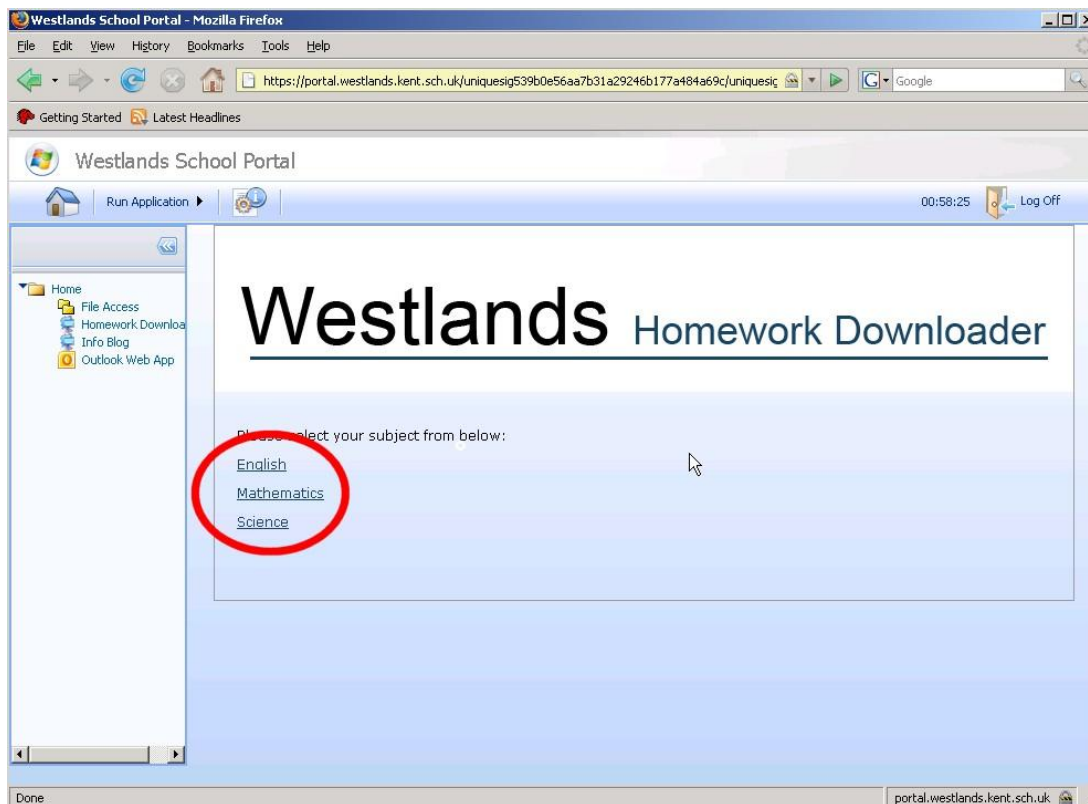 Westlands School Portal - Mozilla Firefox
File Edit View History Bookmarks Tools Help
https://portal.westlands.kent.sch.uk/uniquesig539b0e56aa7b31a29246b177a484a69c/uniquesig Google
Getting Started Latest Headlines
Westlands School Portal
Run Application 00:58:25 Log Off
Home
File Access
Homework Downloa
Info Blog
Outlook Web App
Westlands Homework Downloader
Please select your subject from below:
English
Mathematics
Science
Done portal.westlands.kent.sch.uk